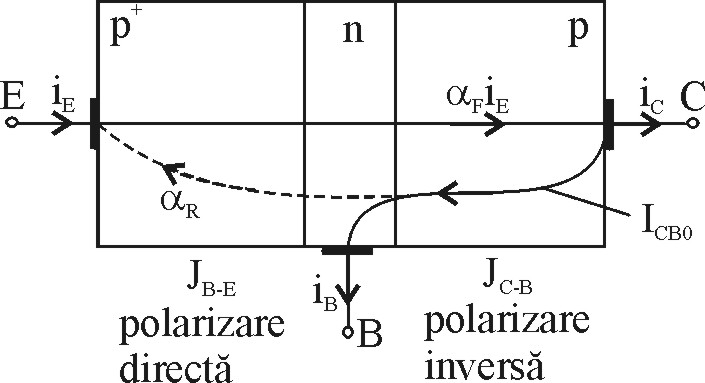 p+ n p
E iE αFiE iC C
αR
ICB0
JB-E iB B JC-B
polarizare polarizare
directă inversă